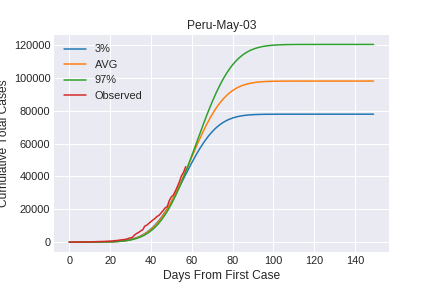 Peru-May-03
3%
AVG
97%
Observed
120000
100000
80000
60000
40000
20000
0
Cumulative Total Cases
0 20 40 60 80 100 120 140
Days From First Case